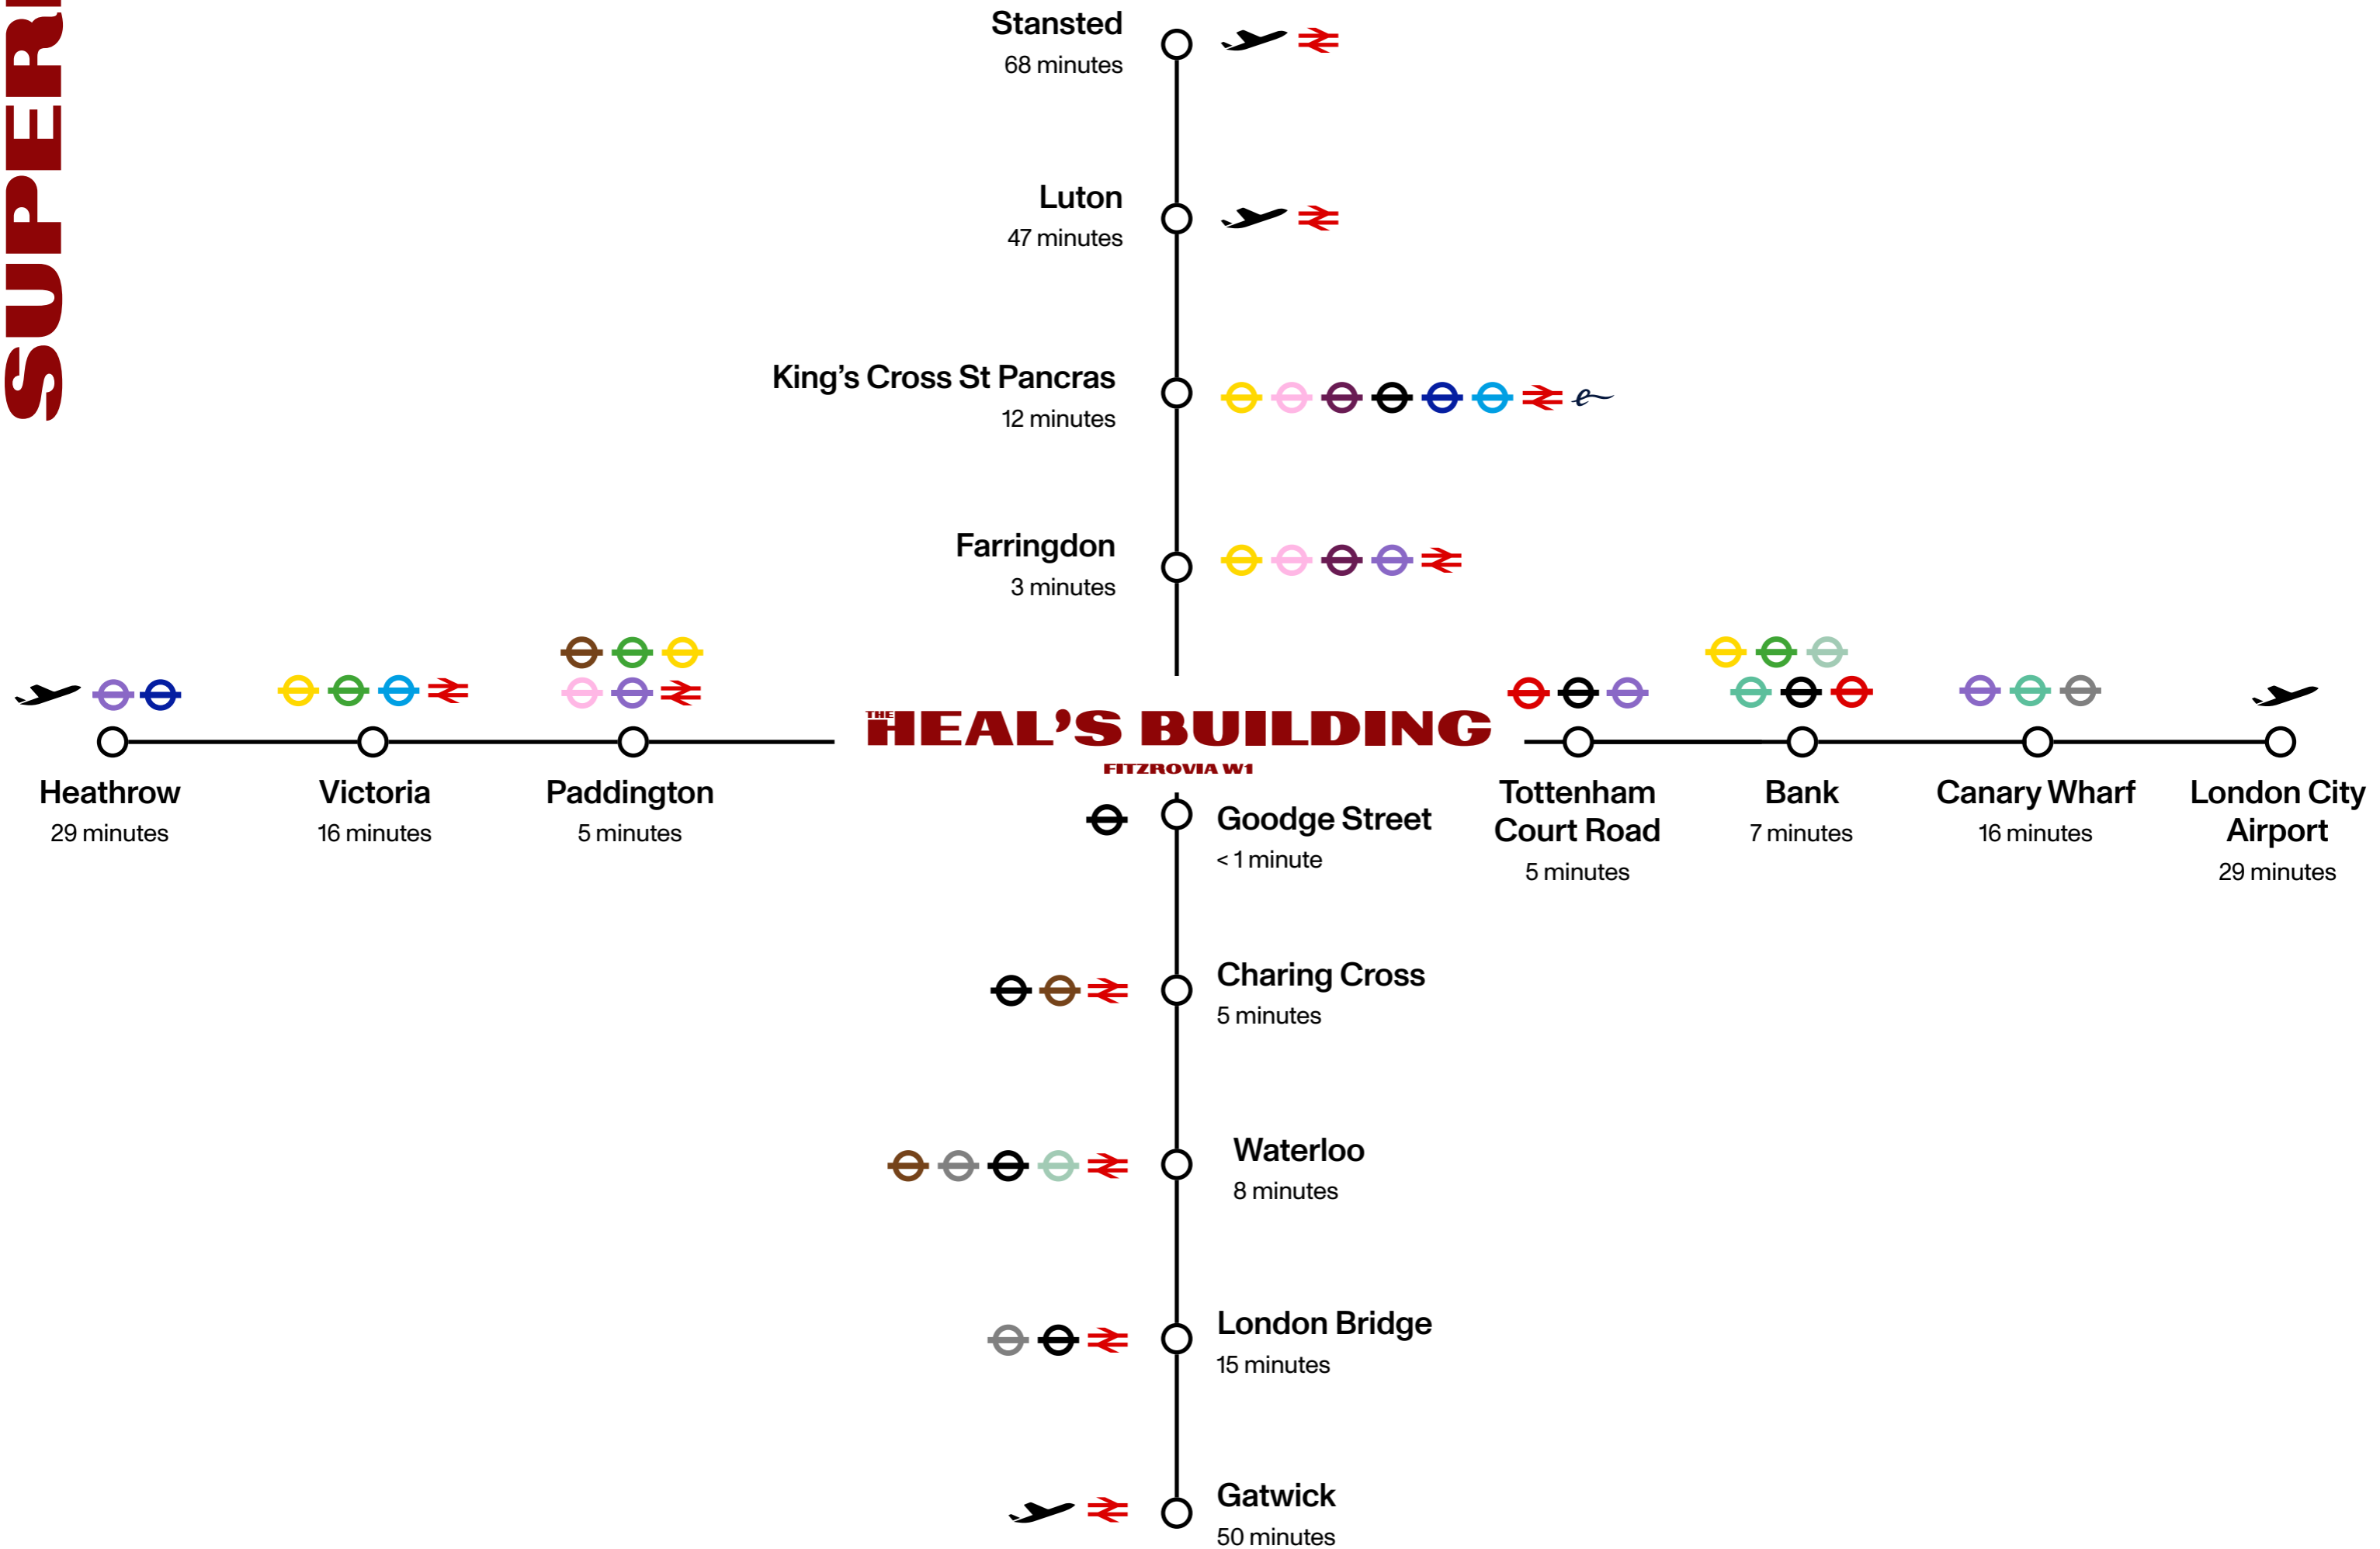 SUPER
Stansted
68 minutes
Luton
47 minutes
King’s Cross St Pancras
12 minutes
Farringdon
3 minutes
THE HEAL’S BUILDING
FITZROVIA W1
Heathrow
29 minutes
Victoria
16 minutes
Paddington
5 minutes
Goodge Street
< 1 minute
Tottenham
Court Road
5 minutes
Bank
7 minutes
Canary Wharf
16 minutes
London City
Airport
29 minutes
Charing Cross
5 minutes
Waterloo
8 minutes
London Bridge
15 minutes
Gatwick
50 minutes